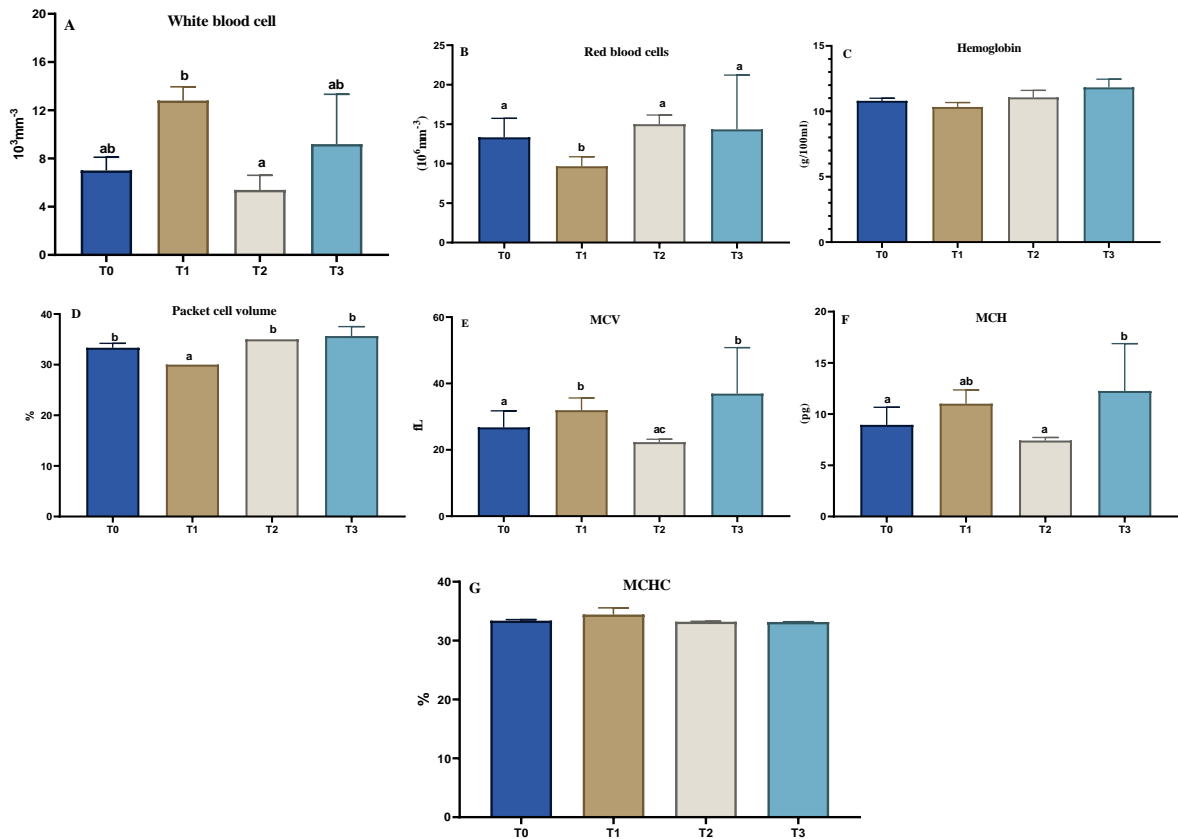 A
White blood cell
10³mm⁻³
20
16
12
8
4
0
ab
b
a
ab
T0
T1
T2
T3
B
Red blood cells
(10⁶mm⁻³)
25
20
15
10
5
0
a
b
a
a
T0
T1
T2
T3
C
Hemoglobin
(g/100ml)
15
10
5
0
T0
T1
T2
T3
D
Packet cell volume
%
40
30
20
10
0
b
a
b
b
T0
T1
T2
T3
E
MCV
fL
60
40
20
0
a
b
ac
b
T0
T1
T2
T3
F
MCH
(pg)
15
10
5
0
a
ab
a
b
T0
T1
T2
T3
G
MCHC
%
40
30
20
10
0
T0
T1
T2
T3